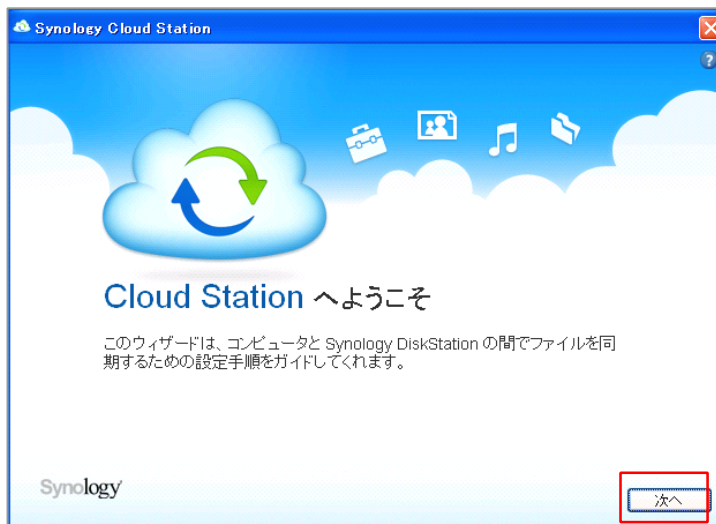 Synology Cloud Station
?
Cloud Station へようこそ
このウィザードは、コンピュータと Synology DiskStation の間でファイルを同
期するための設定手順をガイドしてくれます。
Synology
次へ